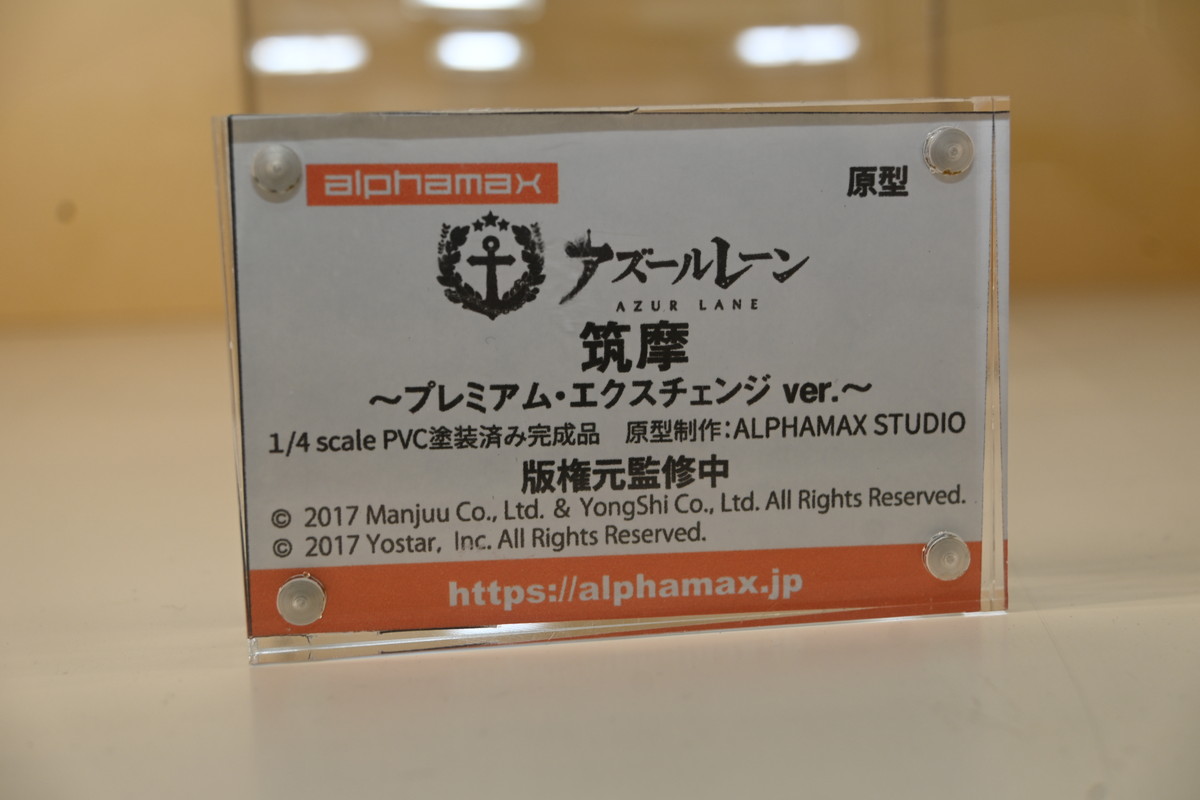 alphamax
原型
アズールレーン
AZUR LANE
筑摩
～プレミアム・エクスチェンジ ver.～
1/4 scale PVC塗装済み完成品　原型制作：ALPHAMAX STUDIO
版権元監修中
© 2017 Manjuu Co., Ltd. & YongShi Co., Ltd. All Rights Reserved.
© 2017 Yostar, Inc. All Rights Reserved.
https://alphamax.jp